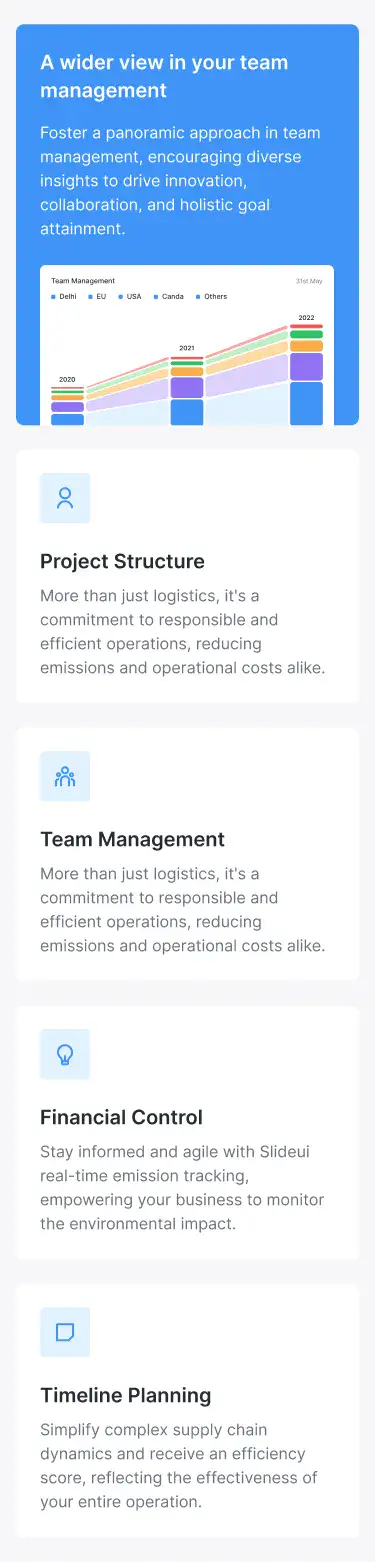 A wider view in your team
management
Foster a panoramic approach in team
management, encouraging diverse
insights to drive innovation,
collaboration, and holistic goal
attainment.
Team Management 31st May
Delhi EU USA Canda Others
2022
2021
2020
Project Structure
More than just logistics, it's a
commitment to responsible and
efficient operations, reducing
emissions and operational costs alike.
Team Management
More than just logistics, it's a
commitment to responsible and
efficient operations, reducing
emissions and operational costs alike.
Financial Control
Stay informed and agile with Slideui
real-time emission tracking,
empowering your business to monitor
the environmental impact.
Timeline Planning
Simplify complex supply chain
dynamics and receive an efficiency
score, reflecting the effectiveness of
your entire operation.